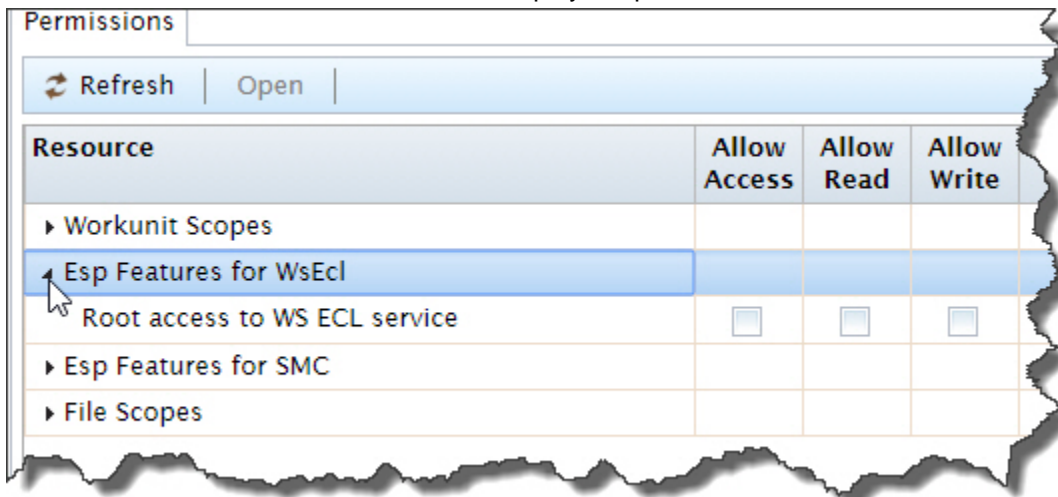 Permissions
Refresh Open
Resource Allow Access Allow Read Allow Write
Workunit Scopes
Esp Features for WsEcl
Root access to WS ECL service
Esp Features for SMC
File Scopes